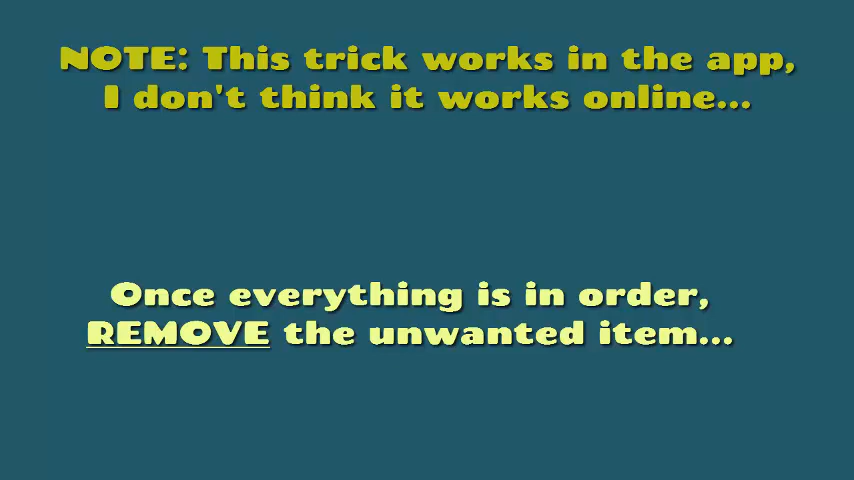 NOTE: This trick works in the app,
I don't think it works online...
Once everything is in order,
REMOVE the unwanted item...